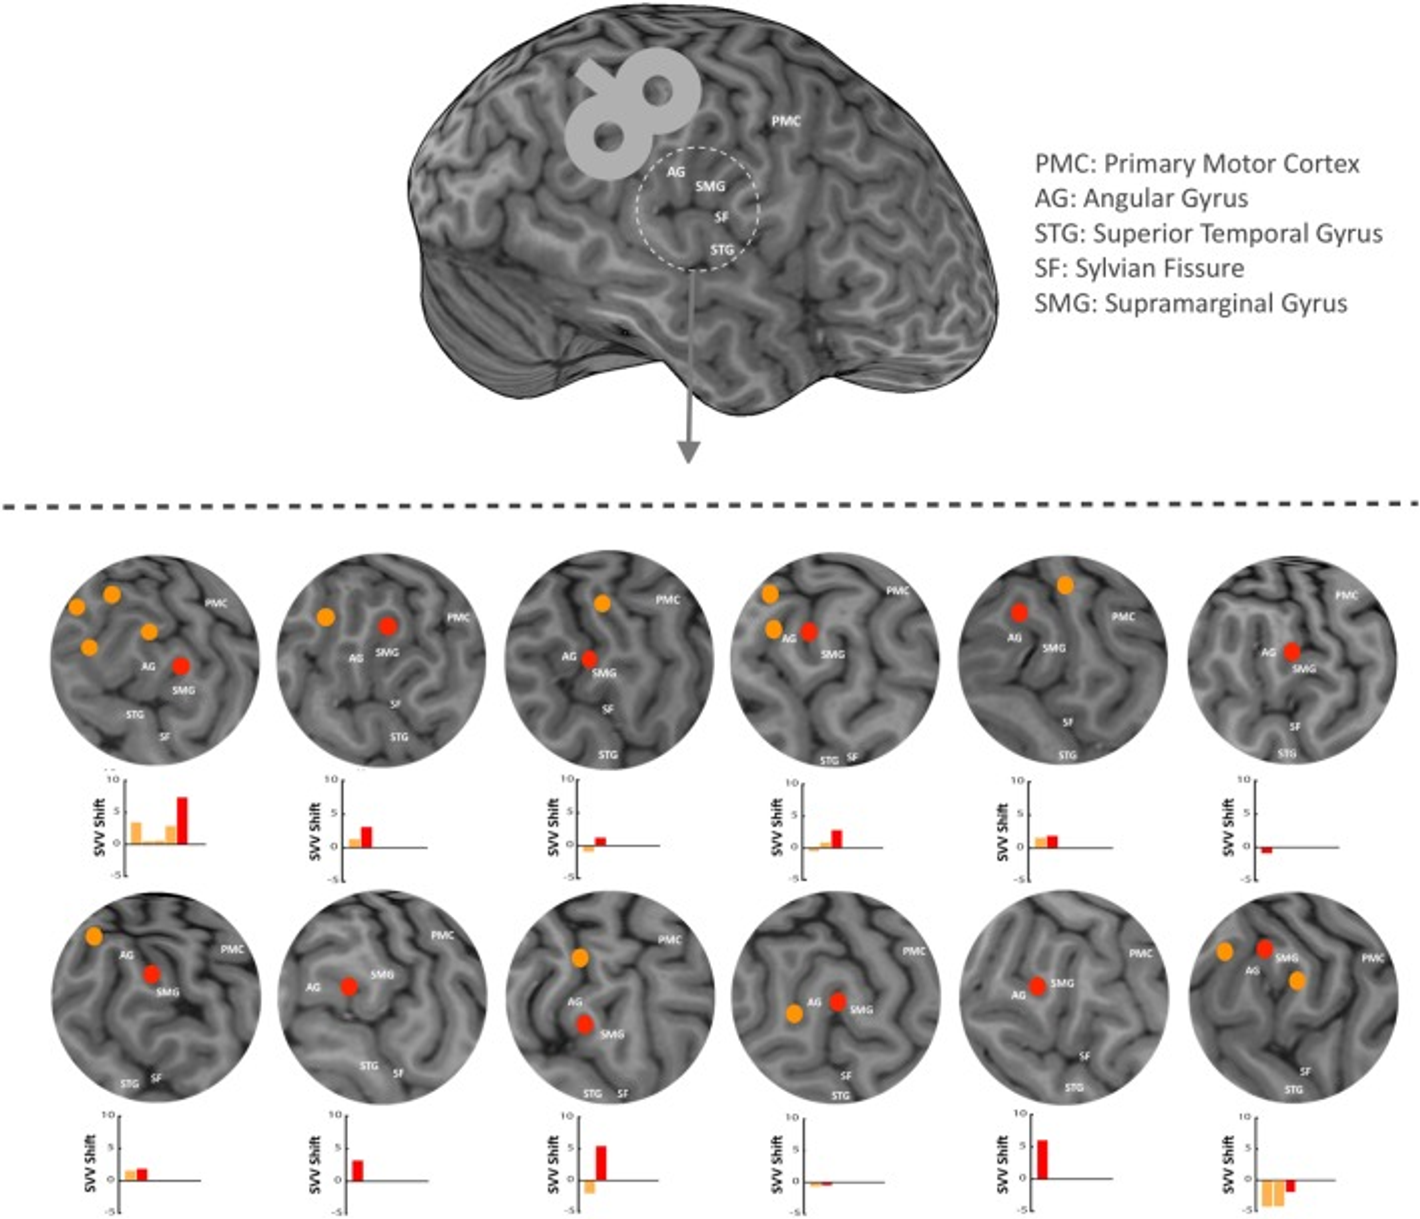 PMC
AG
SMG
SF
STG
PMC: Primary Motor Cortex
AG: Angular Gyrus
STG: Superior Temporal Gyrus
SF: Sylvian Fissure
SMG: Supramarginal Gyrus
PMC
AG
SMG
STG
SF
PMC
AG
SMG
SF
STG
PMC
AG
SMG
SF
STG
PMC
AG
SMG
STG
SF
PMC
AG
SMG
SF
STG
PMC
AG
SMG
SF
STG
SVV Shift
10
5
0
-5
SVV Shift
10
5
0
-5
SVV Shift
10
5
0
-5
SVV Shift
10
5
0
-5
SVV Shift
10
5
0
-5
SVV Shift
10
5
0
-5
PMC
AG
SMG
STG
SF
PMC
SMG
AG
STG
SF
PMC
AG
SMG
STG
SF
PMC
AG
SMG
SF
STG
PMC
SMG
AG
SF
STG
PMC
SMG
AG
SF
STG
SVV Shift
10
5
0
-5
SVV Shift
10
5
0
-5
SVV Shift
10
5
0
-5
SVV Shift
10
5
0
-5
SVV Shift
10
5
0
-5
SVV Shift
10
5
0
-5